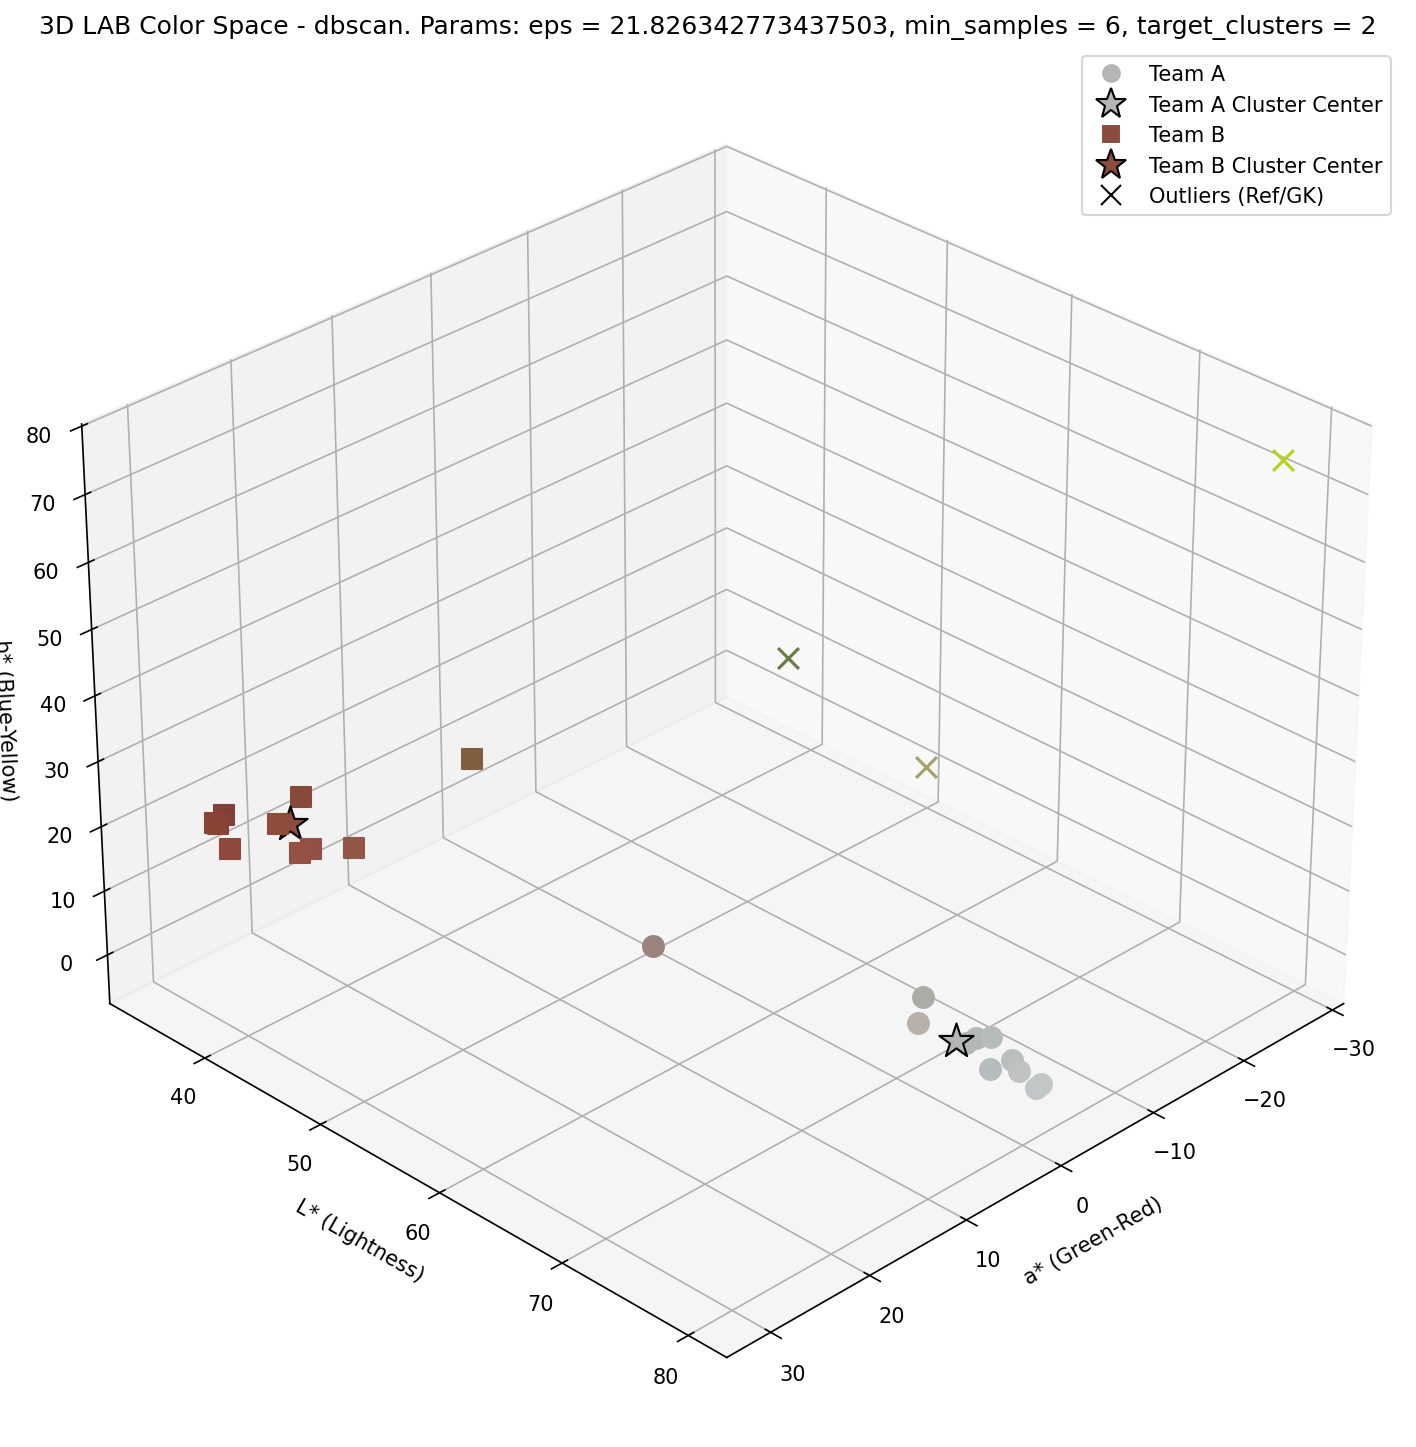 3D LAB Color Space - dbscan. Params: eps = 21.826342773437503, min_samples = 6, target_clusters = 2
Team A
Team A Cluster Center
Team B
Team B Cluster Center
Outliers (Ref/GK)
80
70
60
50
40
30
20
10
0
b* (Blue-Yellow)
40
50
60
70
80
L* (Lightness)
−30
−20
−10
0
10
20
30
a* (Green-Red)